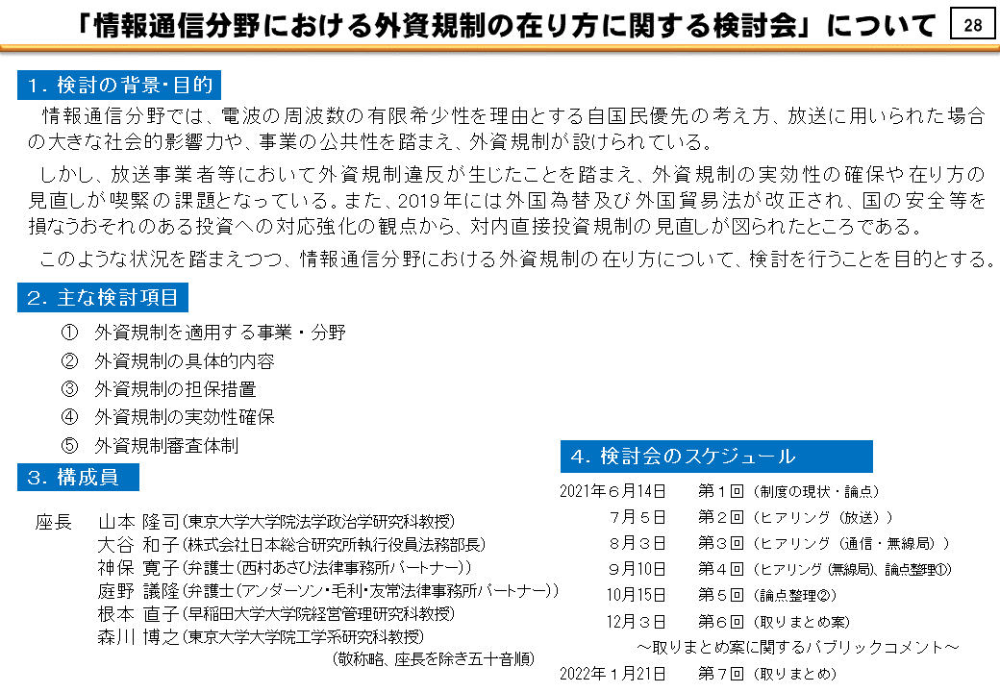 「情報通信分野における外資規制の在り方に関する検討会」について
28
１．検討の背景・目的
情報通信分野では、電波の周波数の有限希少性を理由とする自国民優先の考え方、放送に用いられた場合
の大きな社会的影響力や、事業の公共性を踏まえ、外資規制が設けられている。
しかし、放送事業者等において外資規制違反が生じたことを踏まえ、外資規制の実効性の確保や在り方の
見直しが喫緊の課題となっている。また、2019年には外国為替及び外国貿易法が改正され、国の安全等を
損なうおそれのある投資への対応強化の観点から、対内直接投資規制の見直しが図られたところである。
このような状況を踏まえつつ、情報通信分野における外資規制の在り方について、検討を行うことを目的とする。
２．主な検討項目
①　外資規制を適用する事業・分野
②　外資規制の具体的内容
③　外資規制の担保措置
④　外資規制の実効性確保
⑤　外資規制審査体制
３．構成員
座長　山本 隆司（東京大学大学院法学政治学研究科教授）
大谷 和子（株式会社日本総合研究所執行役員法務部長）
神保 寛子（弁護士（西村あさひ法律事務所パートナー））
庭野 議隆（弁護士（アンダーソン・毛利・友常法律事務所パートナー））
根本 直子（早稲田大学大学院経営管理研究科教授）
森川 博之（東京大学大学院工学系研究科教授）
（敬称略、座長を除き五十音順）
４．検討会のスケジュール
2021年６月14日　第１回（制度の現状・論点）
７月５日　第２回（ヒアリング（放送））
８月３日　第３回（ヒアリング（通信・無線局））
９月10日　第４回（ヒアリング（無線局）、論点整理①）
10月15日　第５回（論点整理②）
12月３日　第６回（取りまとめ案）
～取りまとめ案に関するパブリックコメント～
2022年１月21日　第７回（取りまとめ）